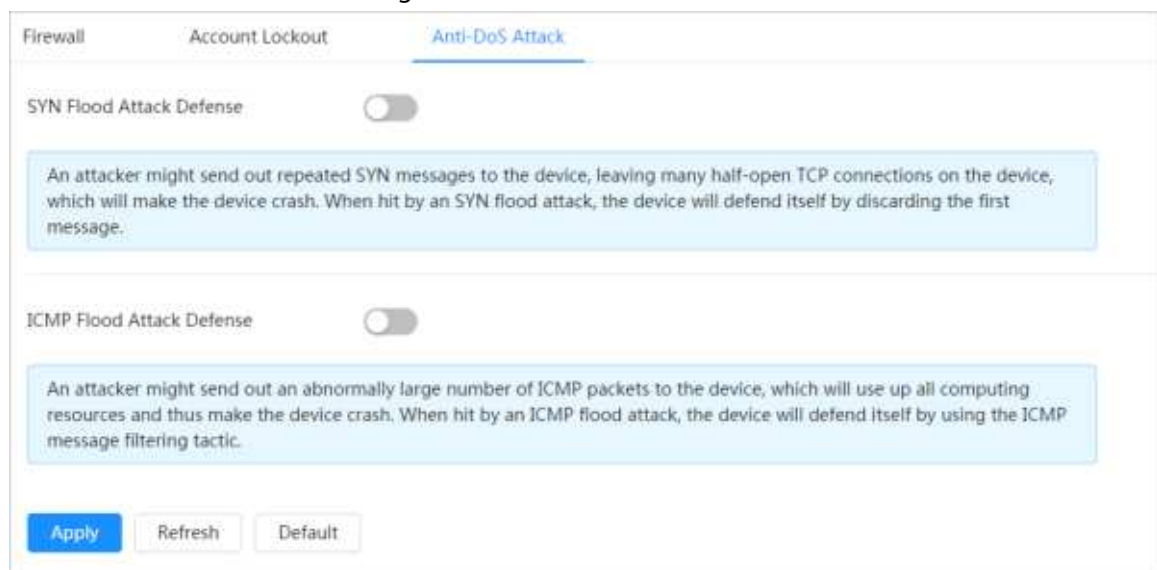 Firewall Account Lockout Anti-DoS Attack
SYN Flood Attack Defense
An attacker might send out repeated SYN messages to the device, leaving many half-open TCP connections on the device,
which will make the device crash. When hit by an SYN flood attack, the device will defend itself by discarding the first
message.
ICMP Flood Attack Defense
An attacker might send out an abnormally large number of ICMP packets to the device, which will use up all computing
resources and thus make the device crash. When hit by an ICMP flood attack, the device will defend itself by using the ICMP
message filtering tactic.
Apply Refresh Default